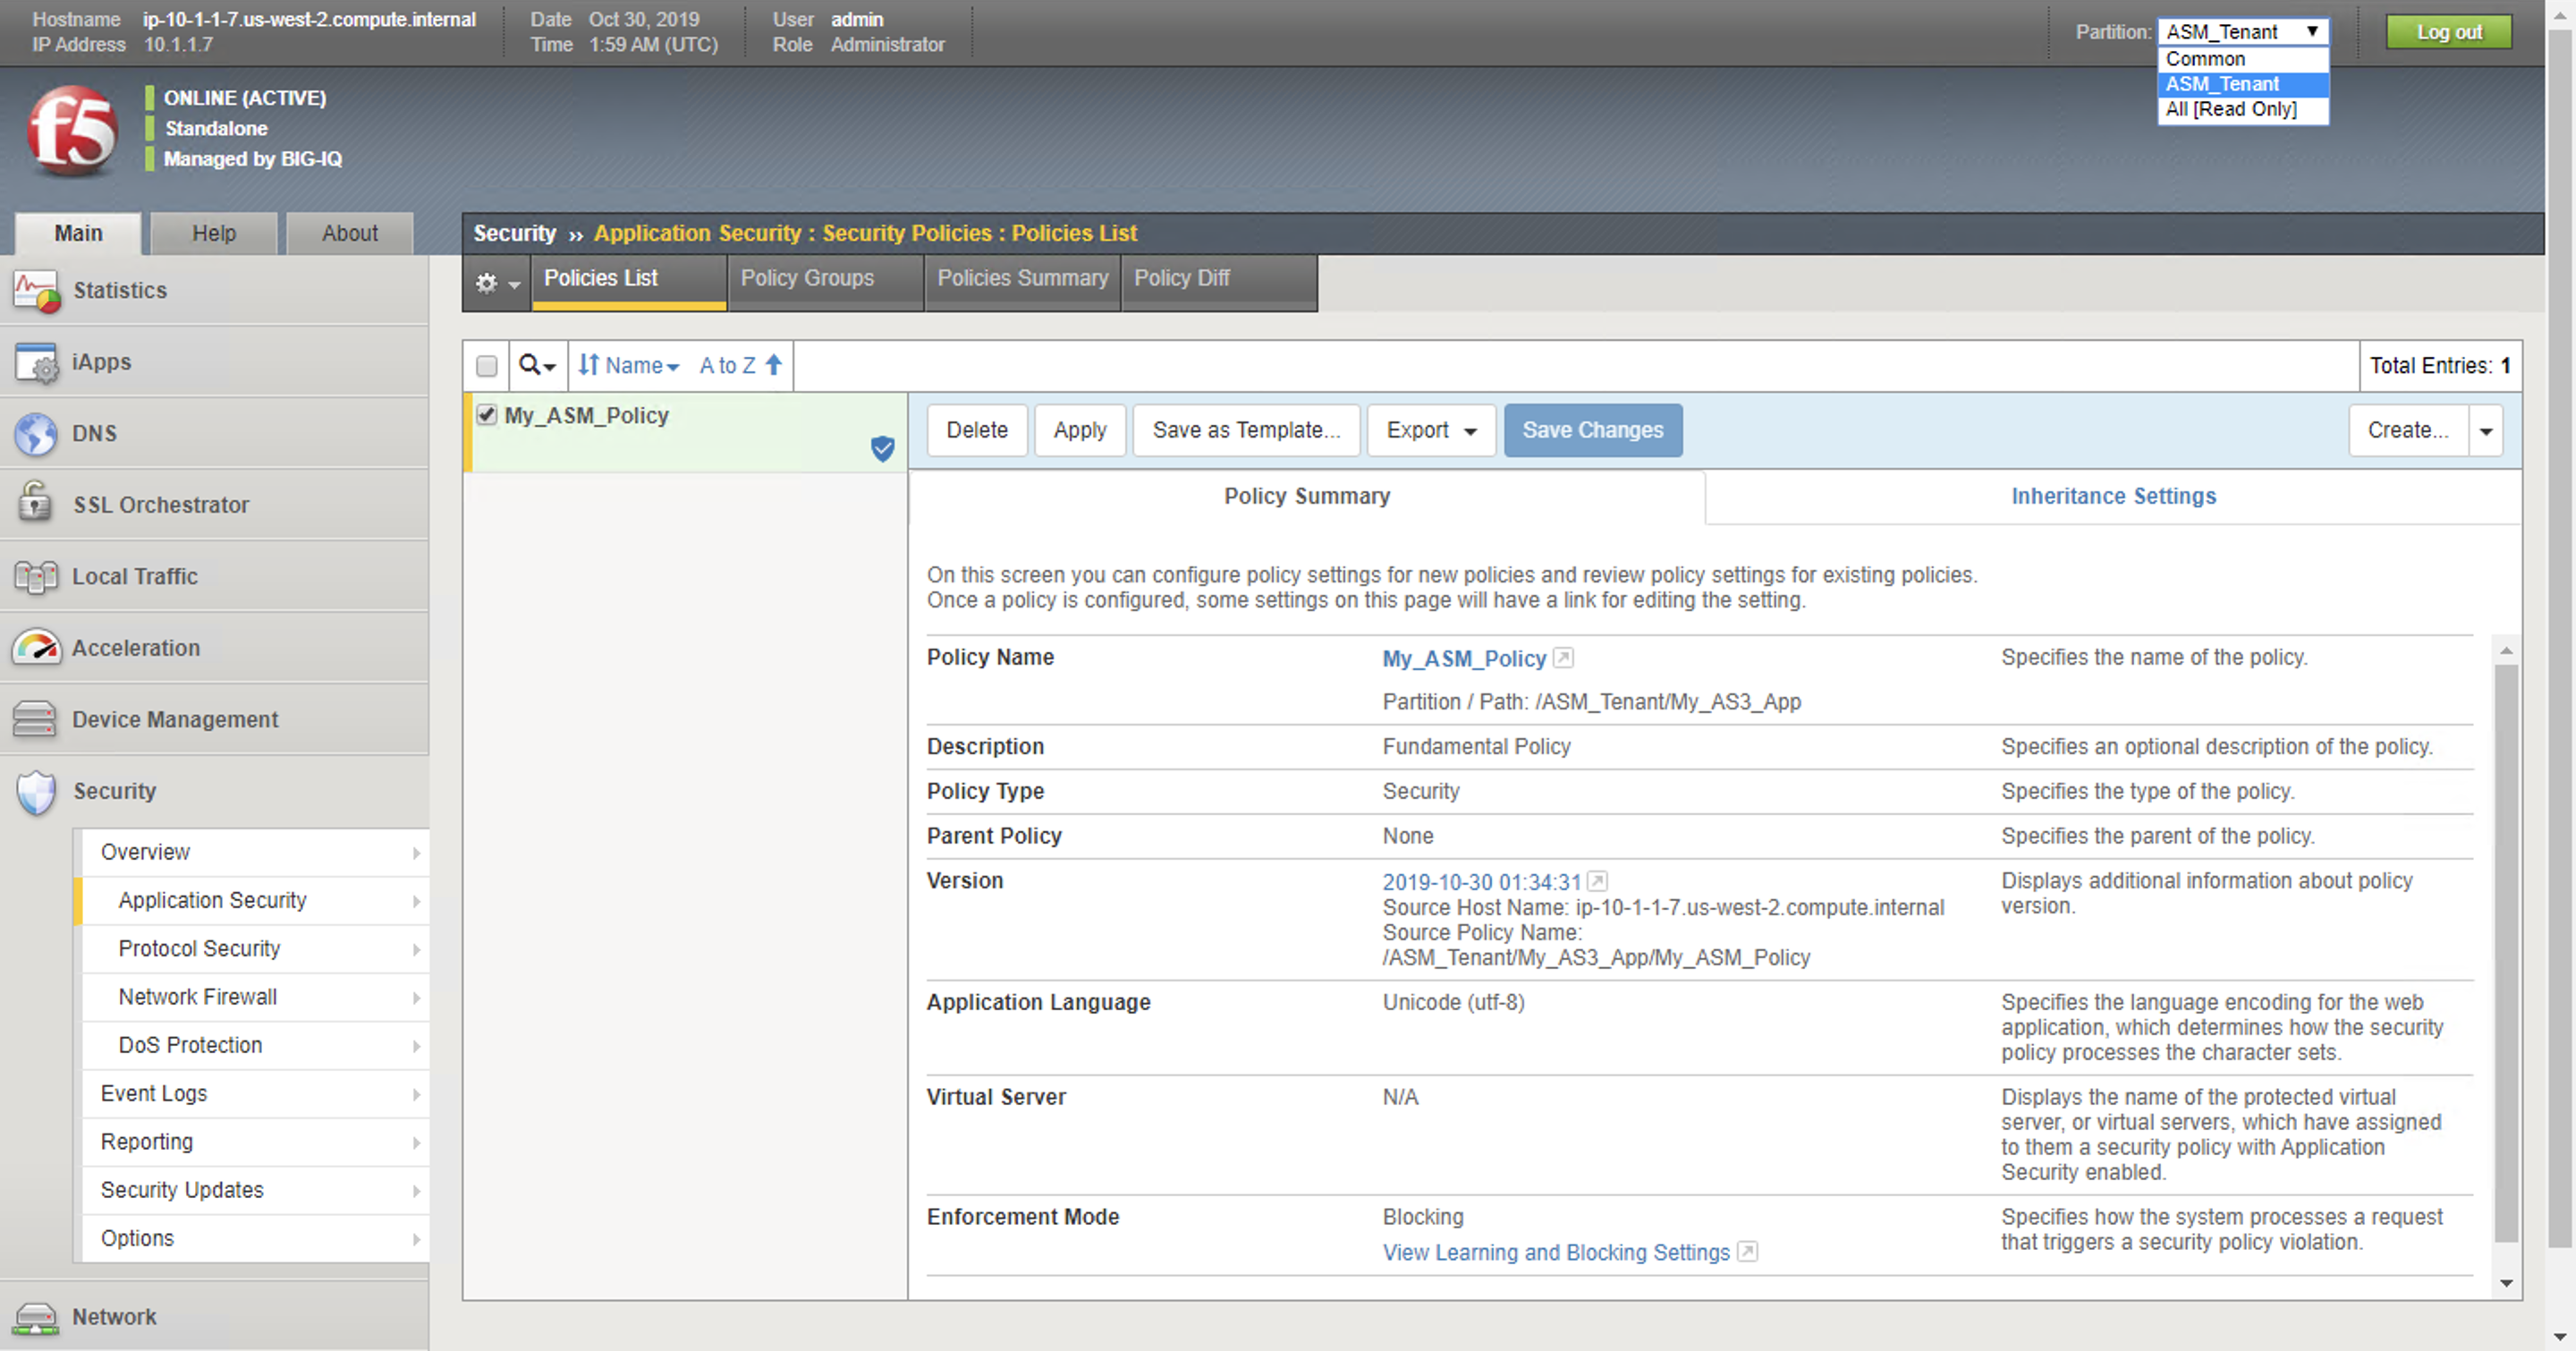 Hostname ip-10-1-1-7.us-west-2.compute.internal Date Oct 30, 2019 User admin
IP Address 10.1.1.7 Time 1:59 AM (UTC) Role Administrator
Partition: ASM_Tenant Log out
Common
ASM_Tenant
All [Read Only]
f5
ONLINE (ACTIVE)
Standalone
Managed by BIG-IQ
Main Help About
Security ›› Application Security : Security Policies : Policies List
Policies List Policy Groups Policies Summary Policy Diff
Statistics
iApps
DNS
SSL Orchestrator
Local Traffic
Acceleration
Device Management
Security
Overview
Application Security
Protocol Security
Network Firewall
DoS Protection
Event Logs
Reporting
Security Updates
Options
Network
Name A to Z Total Entries: 1
My_ASM_Policy
Delete Apply Save as Template... Export Save Changes Create...
Policy Summary Inheritance Settings
On this screen you can configure policy settings for new policies and review policy settings for existing policies.
Once a policy is configured, some settings on this page will have a link for editing the setting.
Policy Name My_ASM_Policy Specifies the name of the policy.
Partition / Path: /ASM_Tenant/My_AS3_App
Description Fundamental Policy Specifies an optional description of the policy.
Policy Type Security Specifies the type of the policy.
Parent Policy None Specifies the parent of the policy.
Version 2019-10-30 01:34:31 Displays additional information about policy
version.
Source Host Name: ip-10-1-1-7.us-west-2.compute.internal
Source Policy Name:
/ASM_Tenant/My_AS3_App/My_ASM_Policy
Application Language Unicode (utf-8) Specifies the language encoding for the web
application, which determines how the security
policy processes the character sets.
Virtual Server N/A Displays the name of the protected virtual
server, or virtual servers, which have assigned
to them a security policy with Application
Security enabled.
Enforcement Mode Blocking Specifies how the system processes a request
that triggers a security policy violation.
View Learning and Blocking Settings